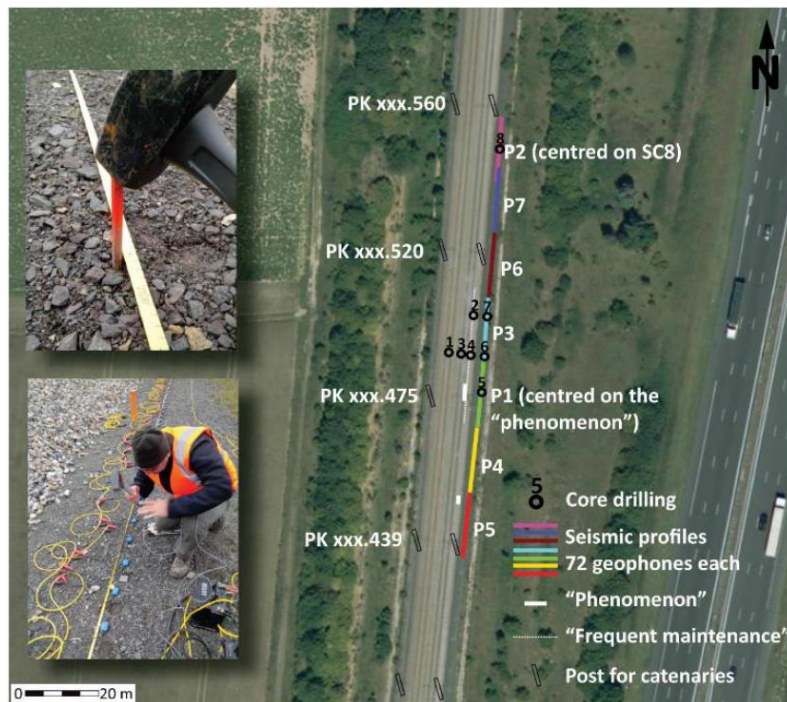 N
PK xxx.560
8
P2 (centred on SC8)
P7
PK xxx.520
P6
2 7
P3
1 3 4 6
PK xxx.475
5
P1 (centred on the
"phenomenon")
P4
5
Core drilling
PK xxx.439
P5
Seismic profiles
72 geophones each
"Phenomenon"
"Frequent maintenance"
Post for catenaries
0 20 m